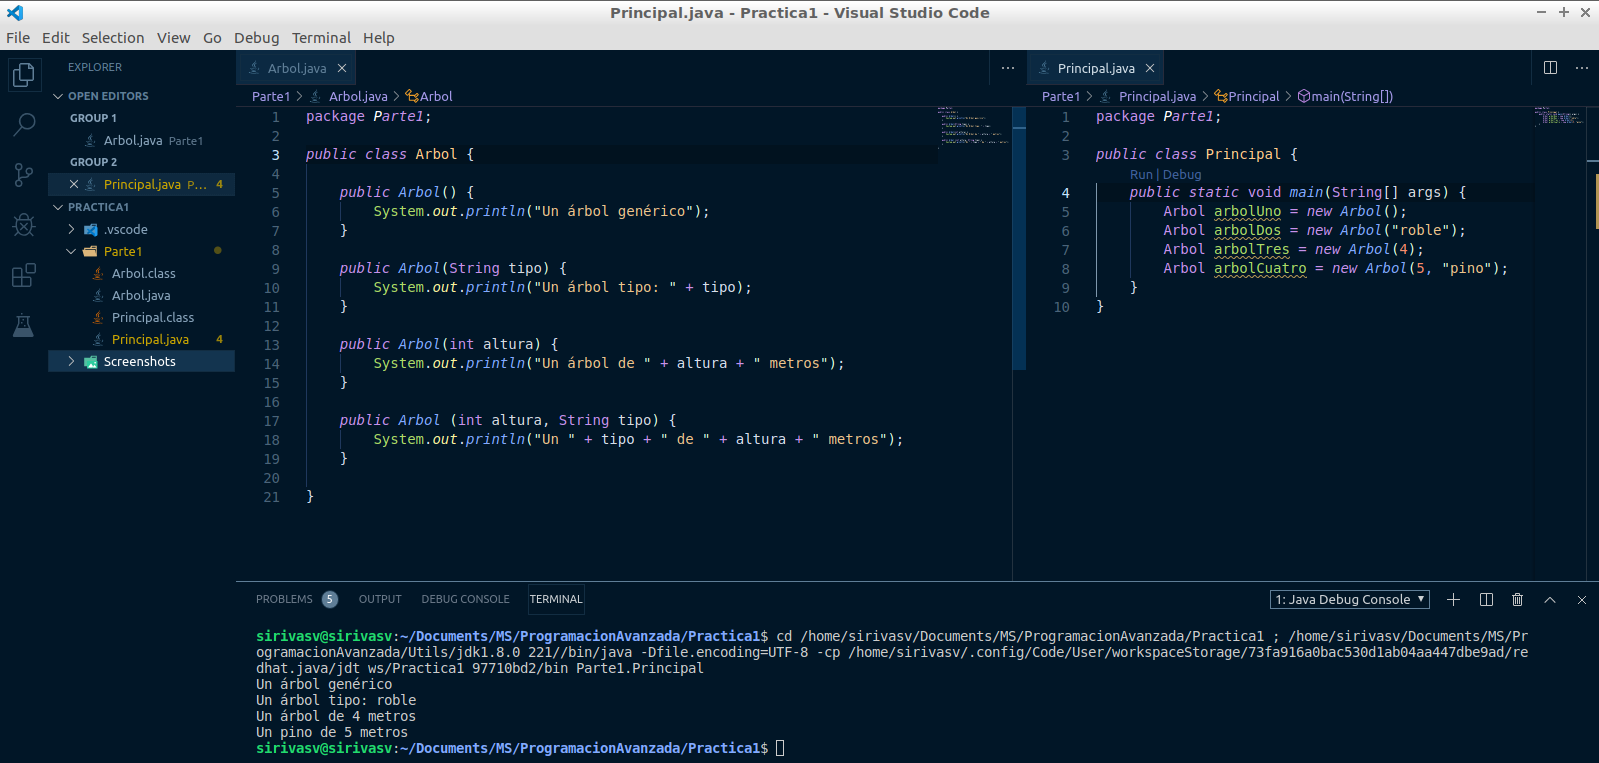 Principal.java - Practica1 - Visual Studio Code
File Edit Selection View Go Debug Terminal Help
EXPLORER
OPEN EDITORS
GROUP 1
Arbol.java Parte1
GROUP 2
Principal.java P... 4
PRACTICA1
.vscode
Parte1
Arbol.class
Arbol.java
Principal.class
Principal.java 4
Screenshots
Arbol.java
Parte1 > Arbol.java > Arbol
1 package Parte1;
2
3 public class Arbol {
4
5 public Arbol() {
6 System.out.println("Un árbol genérico");
7 }
8
9 public Arbol(String tipo) {
10 System.out.println("Un árbol tipo: " + tipo);
11 }
12
13 public Arbol(int altura) {
14 System.out.println("Un árbol de " + altura + " metros");
15 }
16
17 public Arbol (int altura, String tipo) {
18 System.out.println("Un " + tipo + " de " + altura + " metros");
19 }
20
21 }
Principal.java
Parte1 > Principal.java > Principal > main(String[])
1 package Parte1;
2
3 public class Principal {
Run | Debug
4 public static void main(String[] args) {
5 Arbol arbolUno = new Arbol();
6 Arbol arbolDos = new Arbol("roble");
7 Arbol arbolTres = new Arbol(4);
8 Arbol arbolCuatro = new Arbol(5, "pino");
9 }
10 }
PROBLEMS 5 OUTPUT DEBUG CONSOLE TERMINAL
1: Java Debug Console
sirivasv@sirivasv:~/Documents/MS/ProgramacionAvanzada/Practica1$ cd /home/sirivasv/Documents/MS/ProgramacionAvanzada/Practica1 ; /home/sirivasv/Documents/MS/Pr
ogramacionAvanzada/Utils/jdk1.8.0 221//bin/java -Dfile.encoding=UTF-8 -cp /home/sirivasv/.config/Code/User/workspaceStorage/73fa916a0bac530d1ab04aa447dbe9ad/re
dhat.java/jdt ws/Practica1 97710bd2/bin Parte1.Principal
Un árbol genérico
Un árbol tipo: roble
Un árbol de 4 metros
Un pino de 5 metros
sirivasv@sirivasv:~/Documents/MS/ProgramacionAvanzada/Practica1$